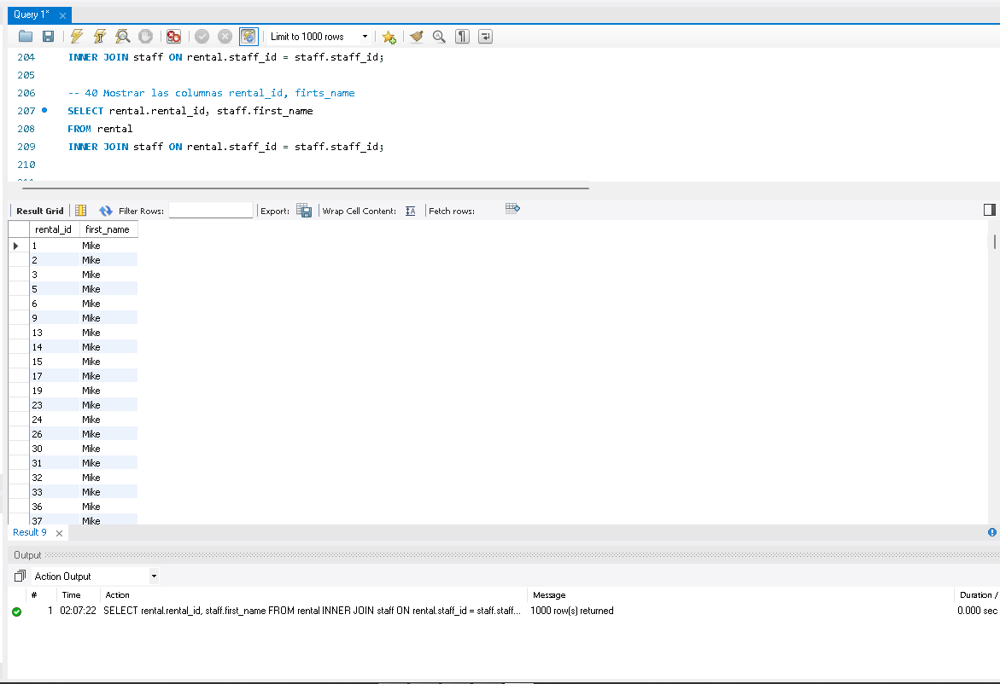 Query 1*
Limit to 1000 rows
204 INNER JOIN staff ON rental.staff_id = staff.staff_id;
205
206 -- 40 Mostrar las columnas rental_id, firts_name
207 SELECT rental.rental_id, staff.first_name
208 FROM rental
209 INNER JOIN staff ON rental.staff_id = staff.staff_id;
210
Result Grid Filter Rows: Export: Wrap Cell Content: Fetch rows:
rental_id first_name
1 Mike
2 Mike
3 Mike
5 Mike
6 Mike
9 Mike
13 Mike
14 Mike
15 Mike
17 Mike
19 Mike
23 Mike
24 Mike
26 Mike
30 Mike
31 Mike
32 Mike
33 Mike
36 Mike
37 Mike
Result 9
Output
Action Output
# Time Action Message Duration /
1 02:07:22 SELECT rental.rental_id, staff.first_name FROM rental INNER JOIN staff ON rental.staff_id = staff.staff... 1000 row(s) returned 0.000 sec